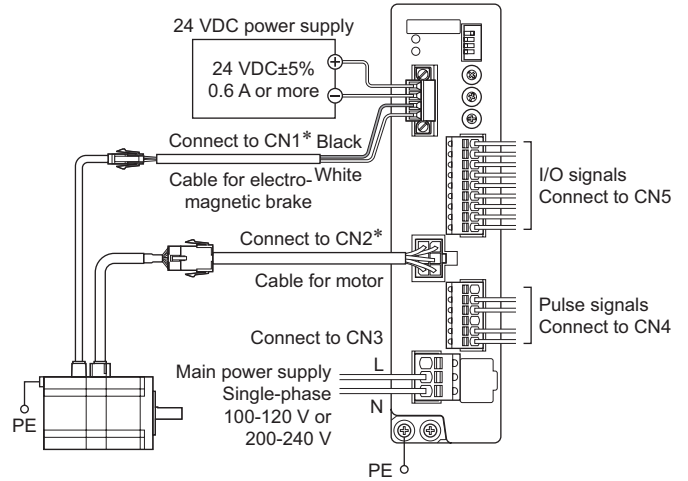 24 VDC power supply
24 VDC±5%
0.6 A or more
Connect to CN1* Black
Cable for electro- White
magnetic brake
I/O signals
Connect to CN5
Connect to CN2*
Cable for motor
Pulse signals
Connect to CN4
Connect to CN3
Main power supply
Single-phase
100-120 V or
200-240 V
L
N
PE
PE